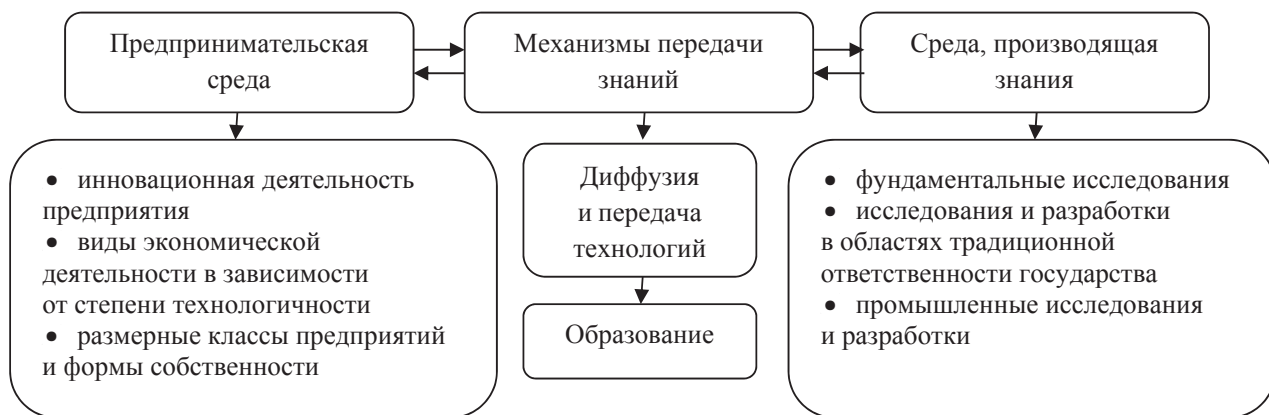 Предпринимательская
среда
Механизмы передачи
знаний
Среда, производящая
знания
• инновационная деятельность
предприятия
• виды экономической
деятельности в зависимости
от степени технологичности
• размерные классы предприятий
и формы собственности
Диффузия
и передача
технологий
Образование
• фундаментальные исследования
• исследования и разработки
в областях традиционной
ответственности государства
• промышленные исследования
и разработки